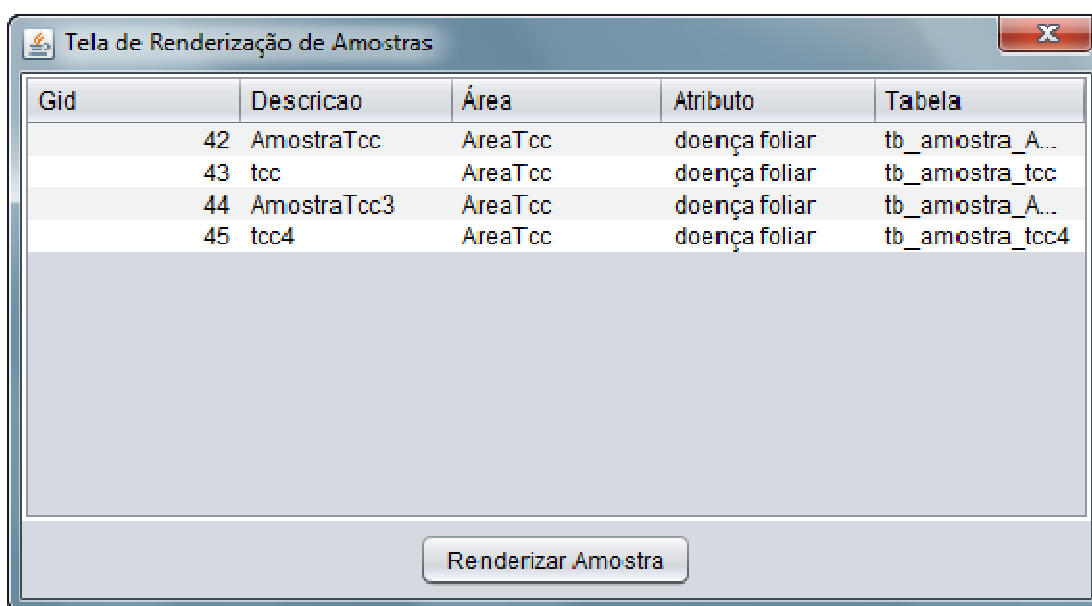 Tela de Renderização de Amostras
Gid Descricao Área Atributo Tabela
42 AmostraTcc AreaTcc doença foliar tb_amostra_A...
43 tcc AreaTcc doença foliar tb_amostra_tcc
44 AmostraTcc3 AreaTcc doença foliar tb_amostra_A...
45 tcc4 AreaTcc doença foliar tb_amostra_tcc4
Renderizar Amostra